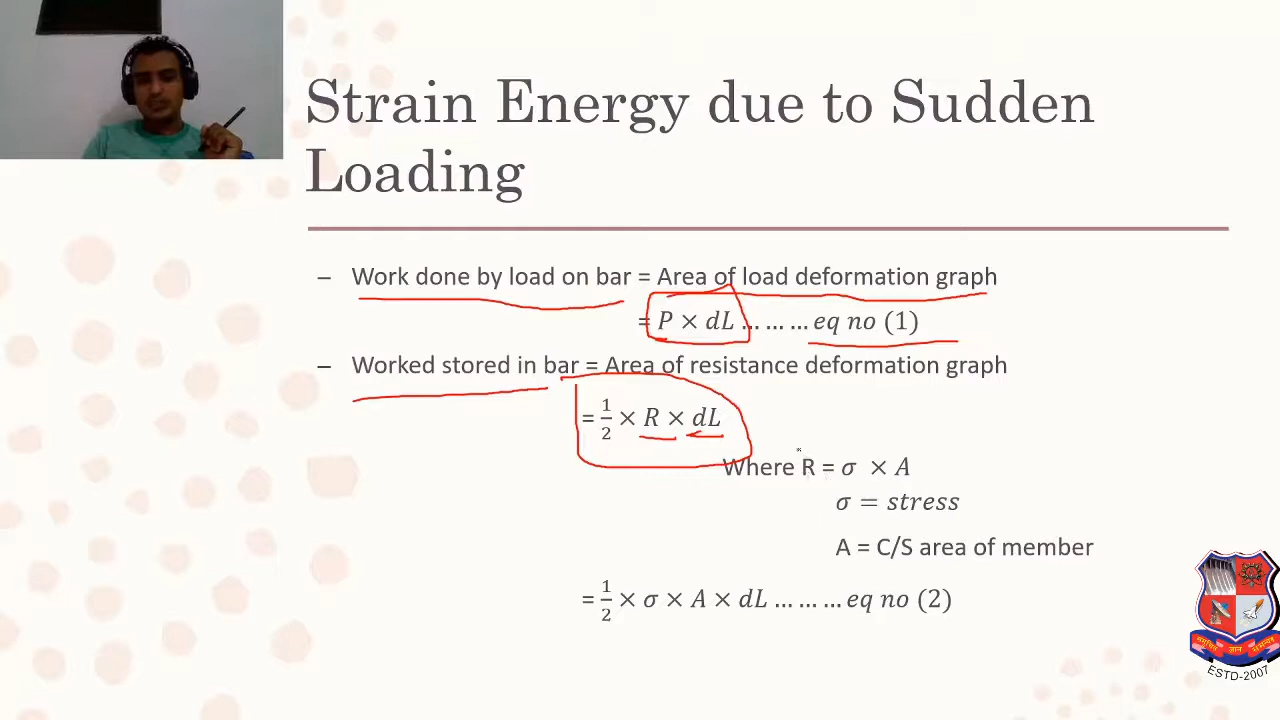 Strain Energy due to Sudden
Loading
– Work done by load on bar = Area of load deformation graph
= P × dL … … … eq no (1)
– Worked stored in bar = Area of resistance deformation graph
= 1/2 × R × dL
Where R = σ × A
σ = stress
A = C/S area of member
= 1/2 × σ × A × dL … … … eq no (2)
ESTD-2007